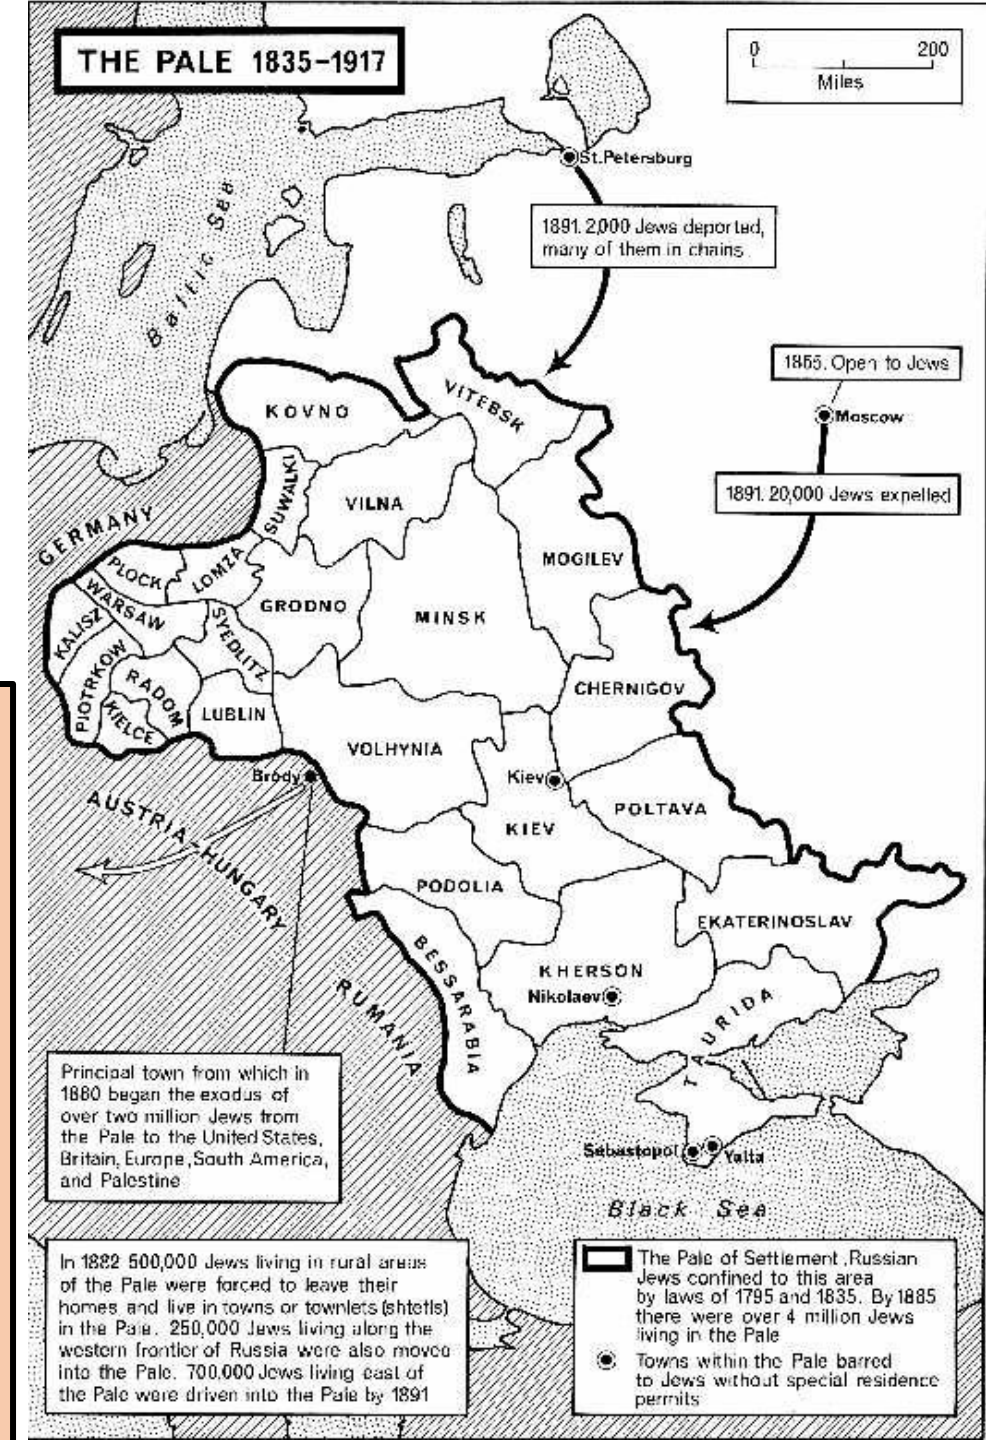 THE PALE 1835–1917
0 200
Miles
St.Petersburg
1891. 2,000 Jews deported,
many of them in chains
Baltic Sea
1865. Open to Jews
Moscow
1891. 20,000 Jews expelled
VITEBSK
KOVNO
SUWALKI
VILNA
GERMANY
MOGILEV
PLOCK
LOMZA
WARSAW
GRODNO
MINSK
KALISZ
SYEDLITZ
PIOTRKOW
RADOM
CHERNIGOV
KIELCE
LUBLIN
VOLHYNIA
Brody
Kiev
POLTAVA
AUSTRIA-HUNGARY
KIEV
PODOLIA
EKATERINOSLAV
BESSARABIA
KHERSON
Nikolaev
RUMANIA
TAURIDA
Principal town from which in
1880 began the exodus of
over two million Jews from
the Pale to the United States,
Britain, Europe, South America,
and Palestine
Sebastopol
Yalta
Black Sea
In 1882 500,000 Jews living in rural areas
of the Pale were forced to leave their
homes and live in towns or townlets (shtetls)
in the Pale. 250,000 Jews living along the
western frontier of Russia were also moved
into the Pale. 700,000 Jews living east of
the Pale were driven into the Pale by 1891
The Pale of Settlement, Russian
Jews confined to this area
by laws of 1795 and 1835. By 1885
there were over 4 million Jews
living in the Pale
Towns within the Pale barred
to Jews without special residence
permits